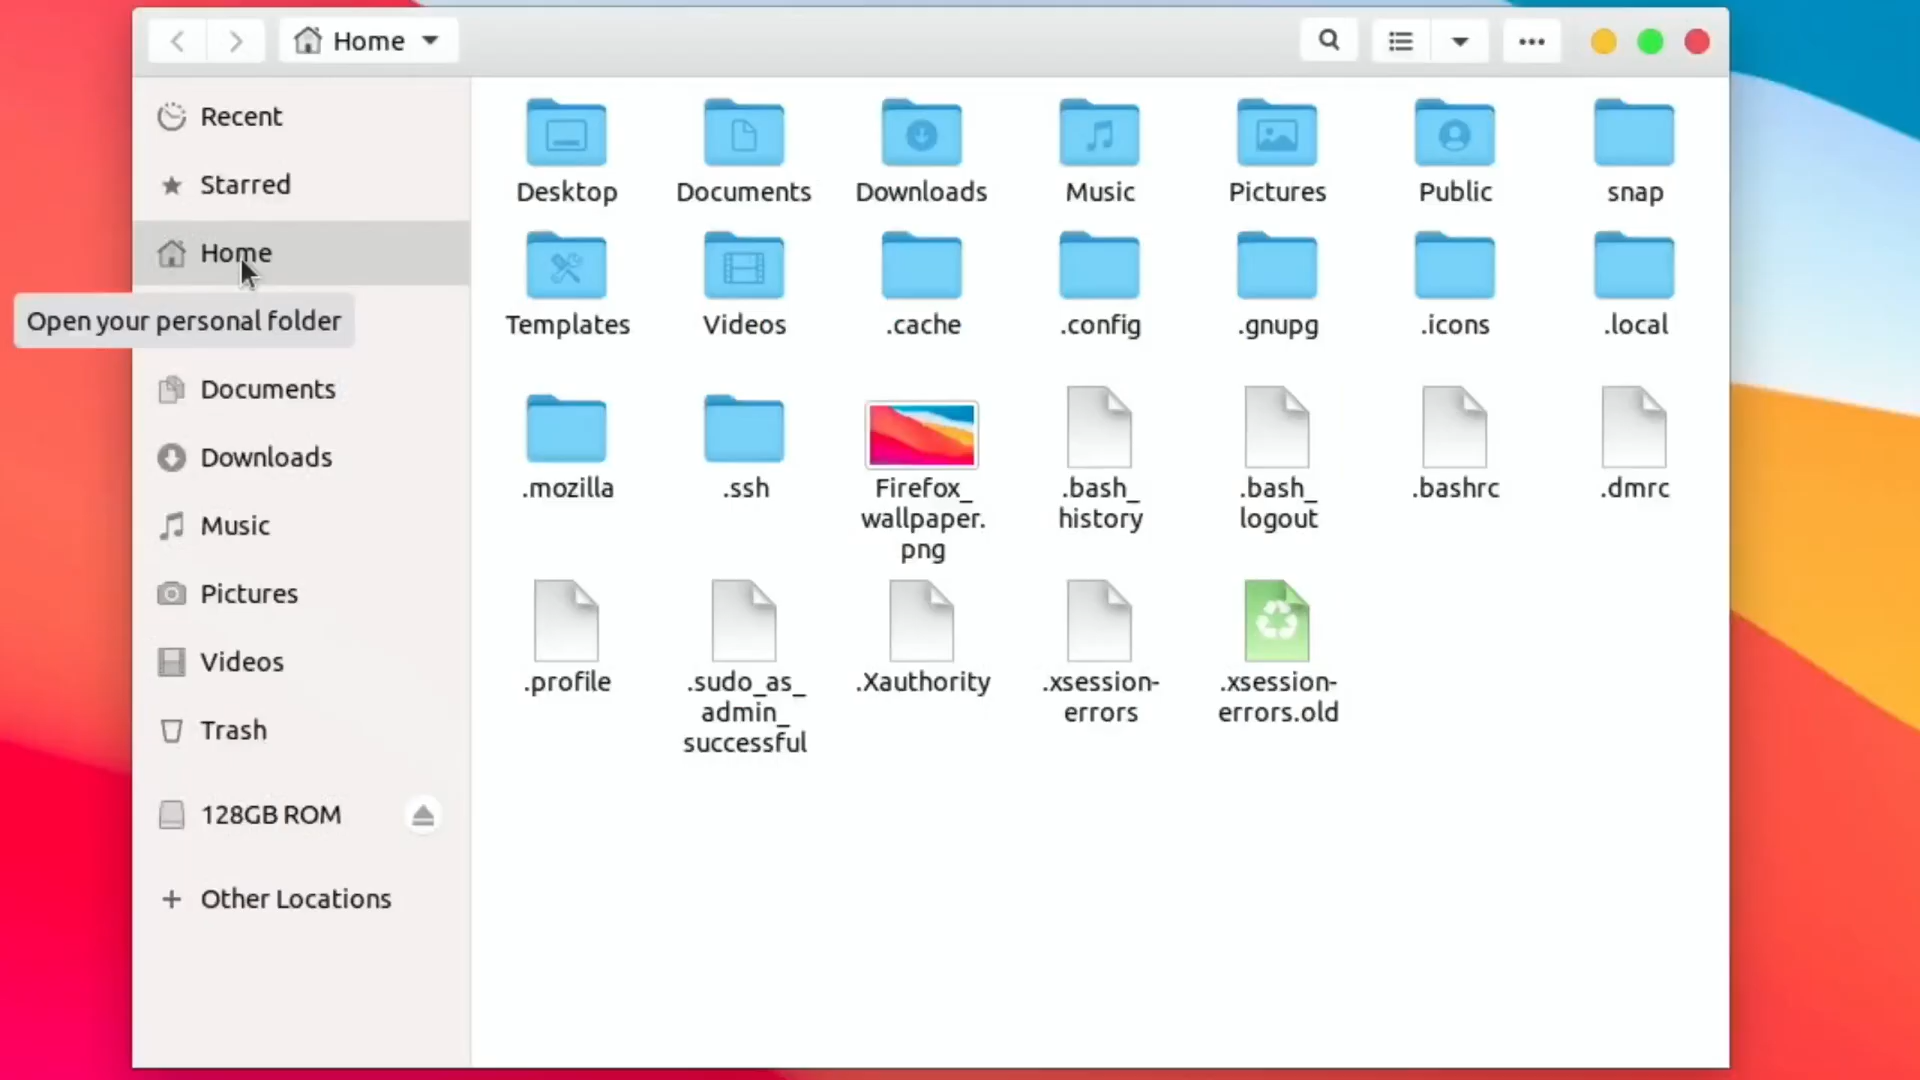 Home
Recent
Starred
Home
Open your personal folder
Documents
Downloads
Music
Pictures
Videos
Trash
128GB ROM
Other Locations
Desktop
Documents
Downloads
Music
Pictures
Public
snap
Templates
Videos
.cache
.config
.gnupg
.icons
.local
.mozilla
.ssh
Firefox_
wallpaper.
png
.bash_
history
.bash_
logout
.bashrc
.dmrc
.profile
.sudo_as_
admin_
successful
.Xauthority
.xsession-
errors
.xsession-
errors.old